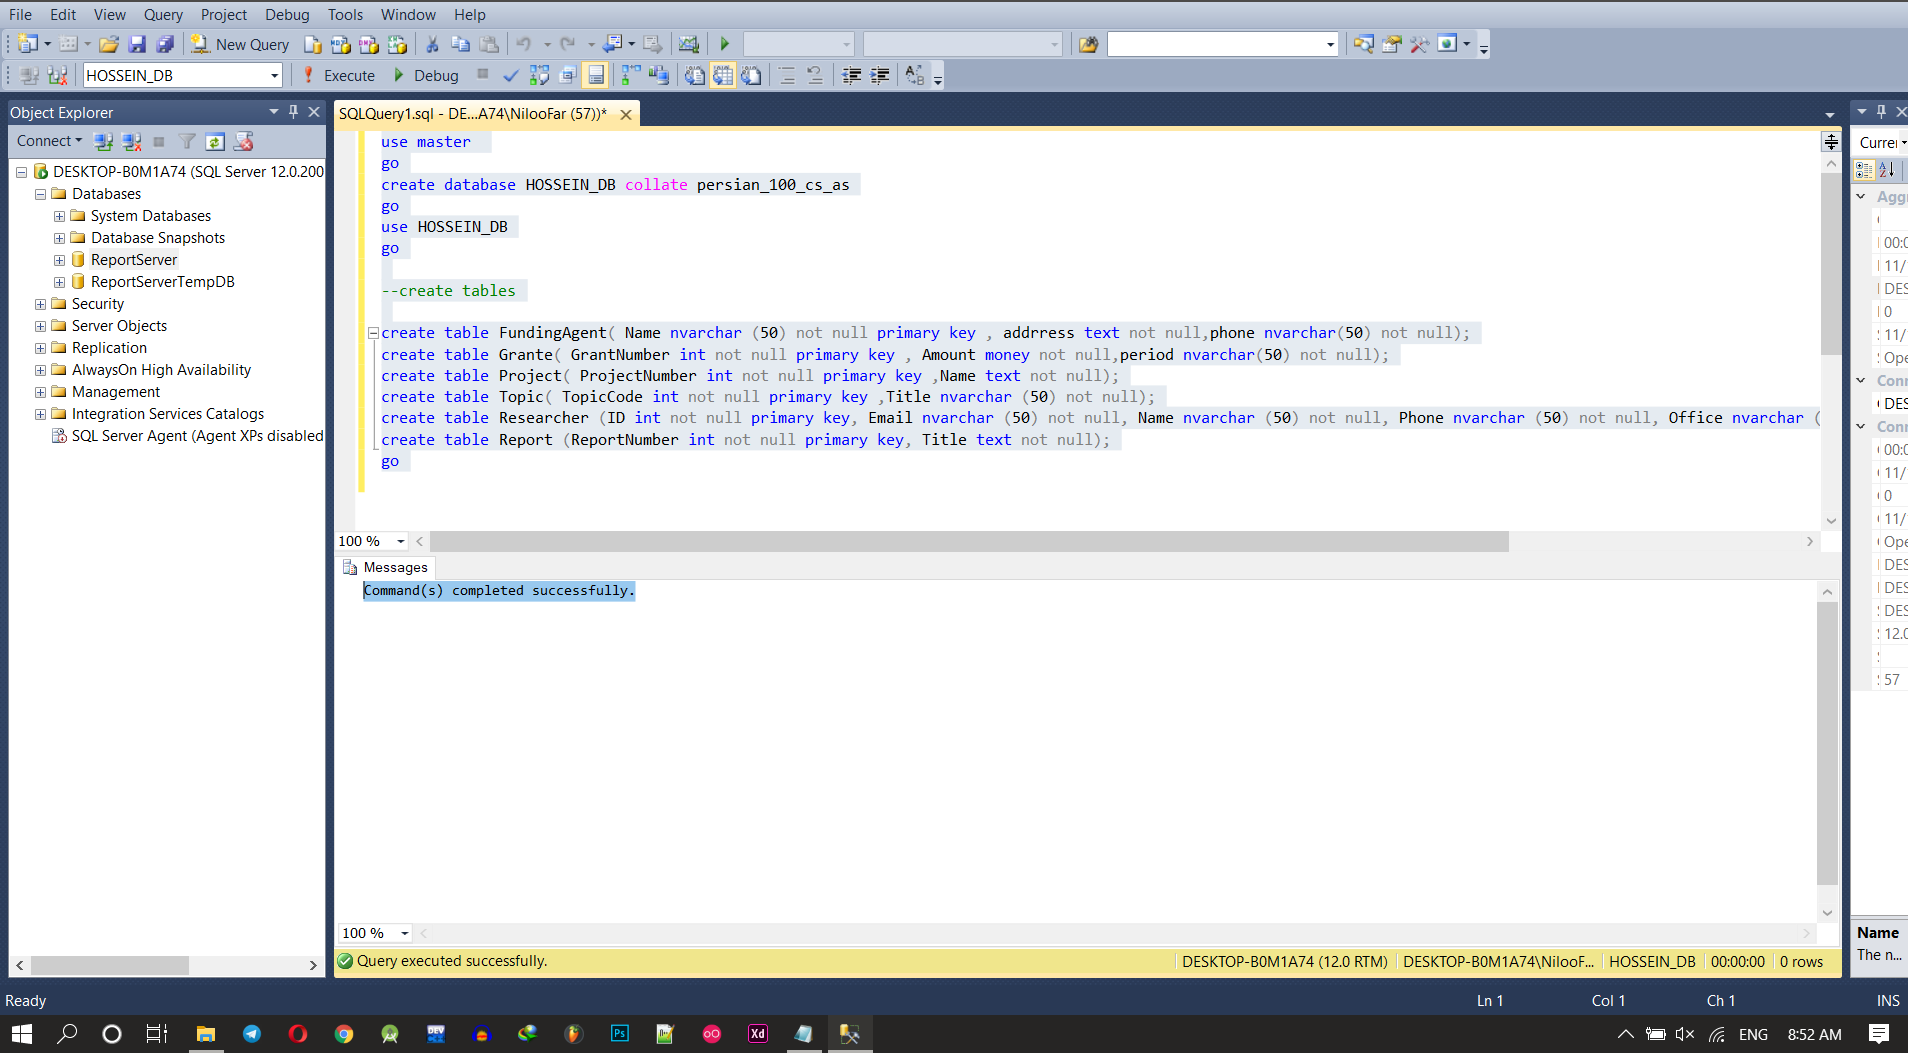 File Edit View Query Project Debug Tools Window Help
New Query
HOSSEIN_DB Execute Debug
Object Explorer
Connect
DESKTOP-B0M1A74 (SQL Server 12.0.200
Databases
System Databases
Database Snapshots
ReportServer
ReportServerTempDB
Security
Server Objects
Replication
AlwaysOn High Availability
Management
Integration Services Catalogs
SQL Server Agent (Agent XPs disabled
SQLQuery1.sql - DE...A74\NilooFar (57))*
use master
go
create database HOSSEIN_DB collate persian_100_cs_as
go
use HOSSEIN_DB
go
--create tables
create table FundingAgent( Name nvarchar (50) not null primary key , addrress text not null,phone nvarchar(50) not null);
create table Grante( GrantNumber int not null primary key , Amount money not null,period nvarchar(50) not null);
create table Project( ProjectNumber int not null primary key ,Name text not null);
create table Topic( TopicCode int not null primary key ,Title nvarchar (50) not null);
create table Researcher (ID int not null primary key, Email nvarchar (50) not null, Name nvarchar (50) not null, Phone nvarchar (50) not null, Office nvarchar (
create table Report (ReportNumber int not null primary key, Title text not null);
go
100 %
Messages
Command(s) completed successfully.
100 %
Query executed successfully.
DESKTOP-B0M1A74 (12.0 RTM) DESKTOP-B0M1A74\NilooF... HOSSEIN_DB 00:00:00 0 rows
Curre
Aggr
00:0
11/
DES
0
11/
Ope
Conn
DES
Conn
00:0
11/
0
11/
Ope
DES
DES
DES
12.0
57
Name
The n...
Ready Ln 1 Col 1 Ch 1 INS
DEV
Ps
Xd
ENG 8:52 AM